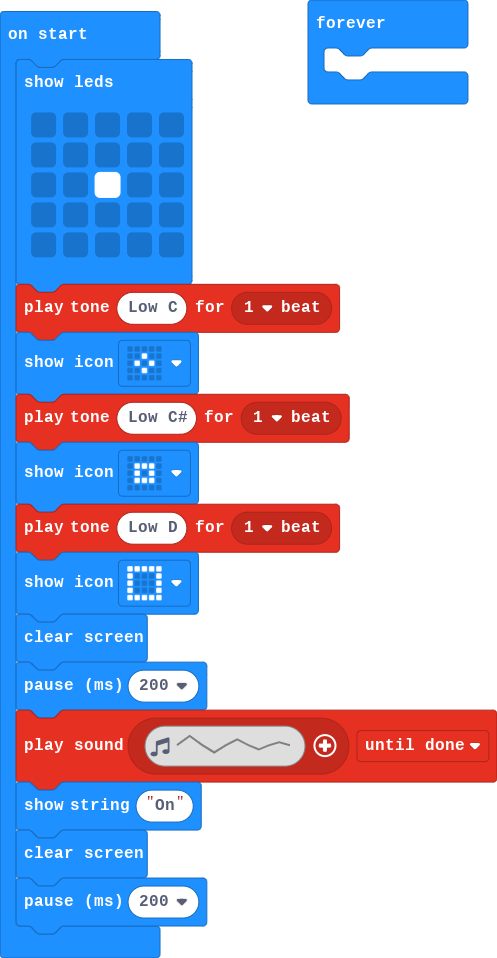 on start
show leds
play tone Low C for 1 beat
show icon
play tone Low C# for 1 beat
show icon
play tone Low D for 1 beat
show icon
clear screen
pause (ms) 200
play sound until done
show string "On"
clear screen
pause (ms) 200
forever